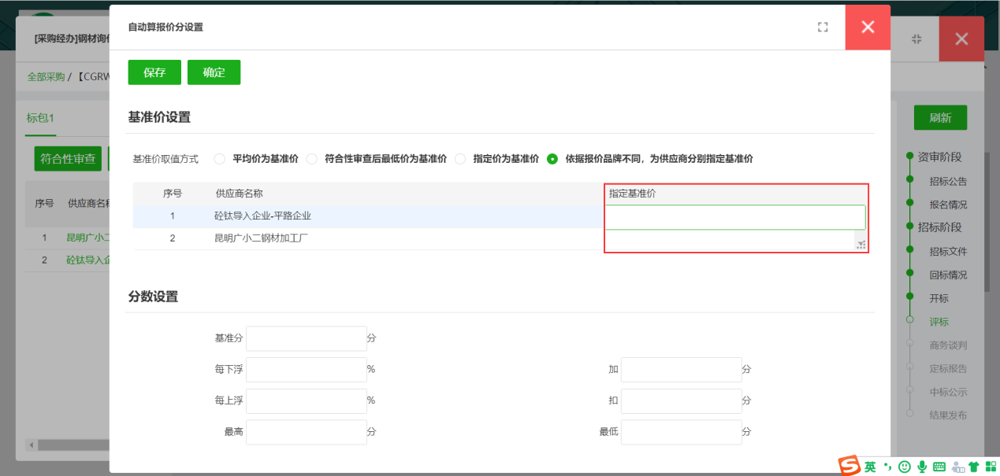 自动算报价分设置
[采购经办]钢材询
全部采购 / 【CGRW
标包1
符合性审查
序号 供应商名称
1 昆明广小二
2 砼钛导入企
保存 确定
基准价设置
基准价取值方式 平均价为基准价 符合性审查后最低价为基准价 指定价为基准价 依据报价品牌不同，为供应商分别指定基准价
序号 供应商名称 指定基准价
1 砼钛导入企业-平路企业
2 昆明广小二钢材加工厂
分数设置
基准分 分
每下浮 % 加 分
每上浮 % 扣 分
最高 分 最低 分
刷新
资审阶段
招标公告
报名情况
招标阶段
招标文件
回标情况
开标
评标
商务谈判
定标报告
中标公示
结果发布
英